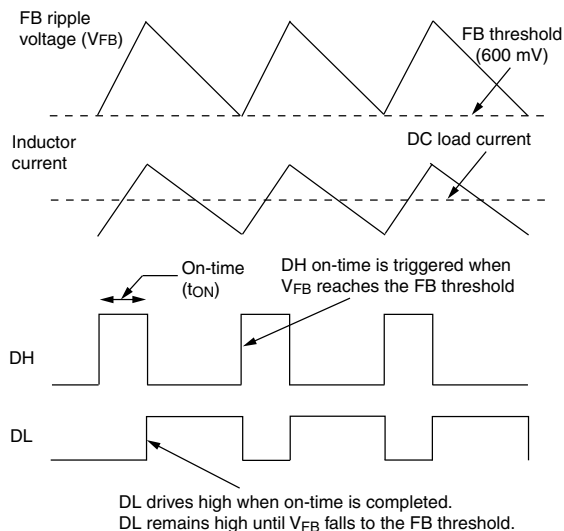 FB ripple
voltage (VFB)
FB threshold
(600 mV)
Inductor
current
DC load current
On-time
(tON)
DH on-time is triggered when
VFB reaches the FB threshold
DH
DL
DL drives high when on-time is completed.
DL remains high until VFB falls to the FB threshold.